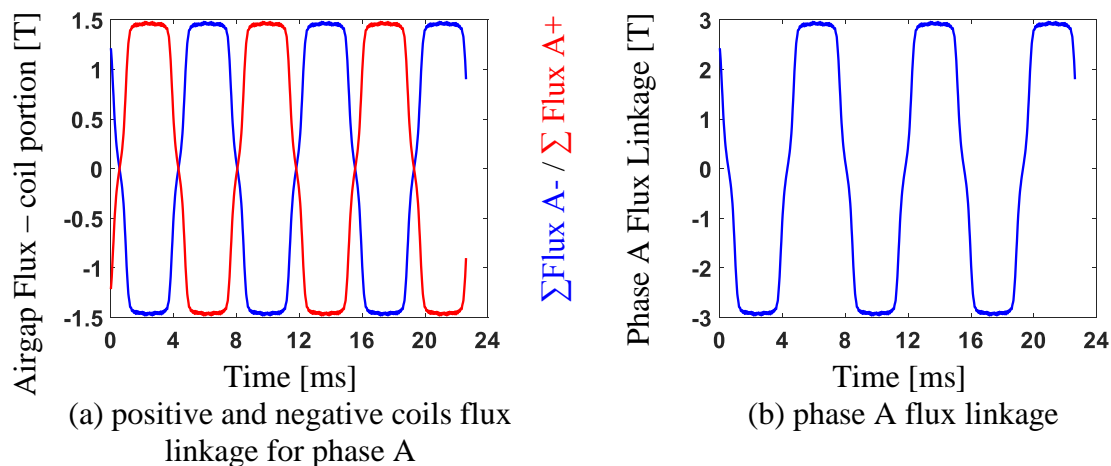 Airgap Flux – coil portion [T]
1.5
1
0.5
0
-0.5
-1
-1.5
0 4 8 12 16 20 24
Time [ms]
(a) positive and negative coils flux
linkage for phase A
∑Flux A- / ∑ Flux A+
Phase A Flux Linkage [T]
3
2
1
0
-1
-2
-3
0 4 8 12 16 20 24
Time [ms]
(b) phase A flux linkage